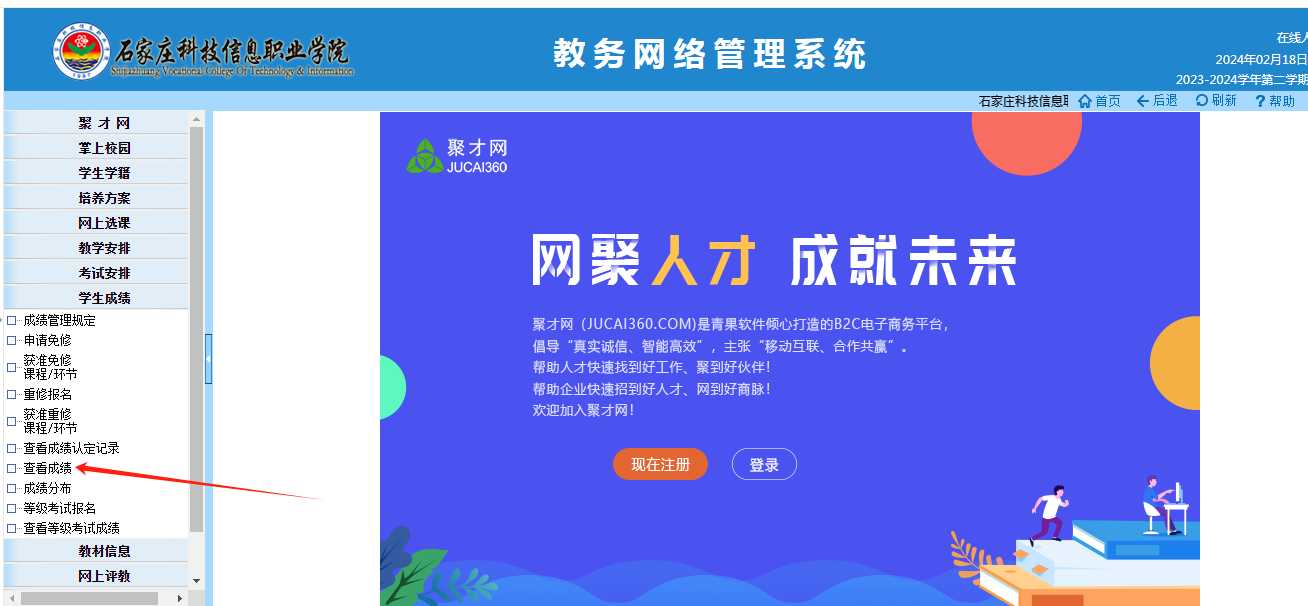 石家庄科技信息职业学院
Shijiazhuang Vocational College Of Technology & Information
教务网络管理系统
在线人
2024年02月18日
2023-2024学年第二学期
石家庄科技信息职
首页
后退
刷新
帮助
聚 才 网
掌上校园
学生学籍
培养方案
网上选课
教学安排
考试安排
学生成绩
成绩管理规定
申请免修
获准免修
课程/环节
重修报名
获准重修
课程/环节
查看成绩认定记录
查看成绩
成绩分布
等级考试报名
查看等级考试成绩
教材信息
网上评教
聚才网
JUCAI360
网聚人才 成就未来
聚才网（JUCAI360.COM)是青果软件倾心打造的B2C电子商务平台，
倡导“真实诚信、智能高效”，主张“移动互联、合作共赢”。
帮助人才快速找到好工作、聚到好伙伴！
帮助企业快速招到好人才、网到好商脉！
欢迎加入聚才网！
现在注册
登录